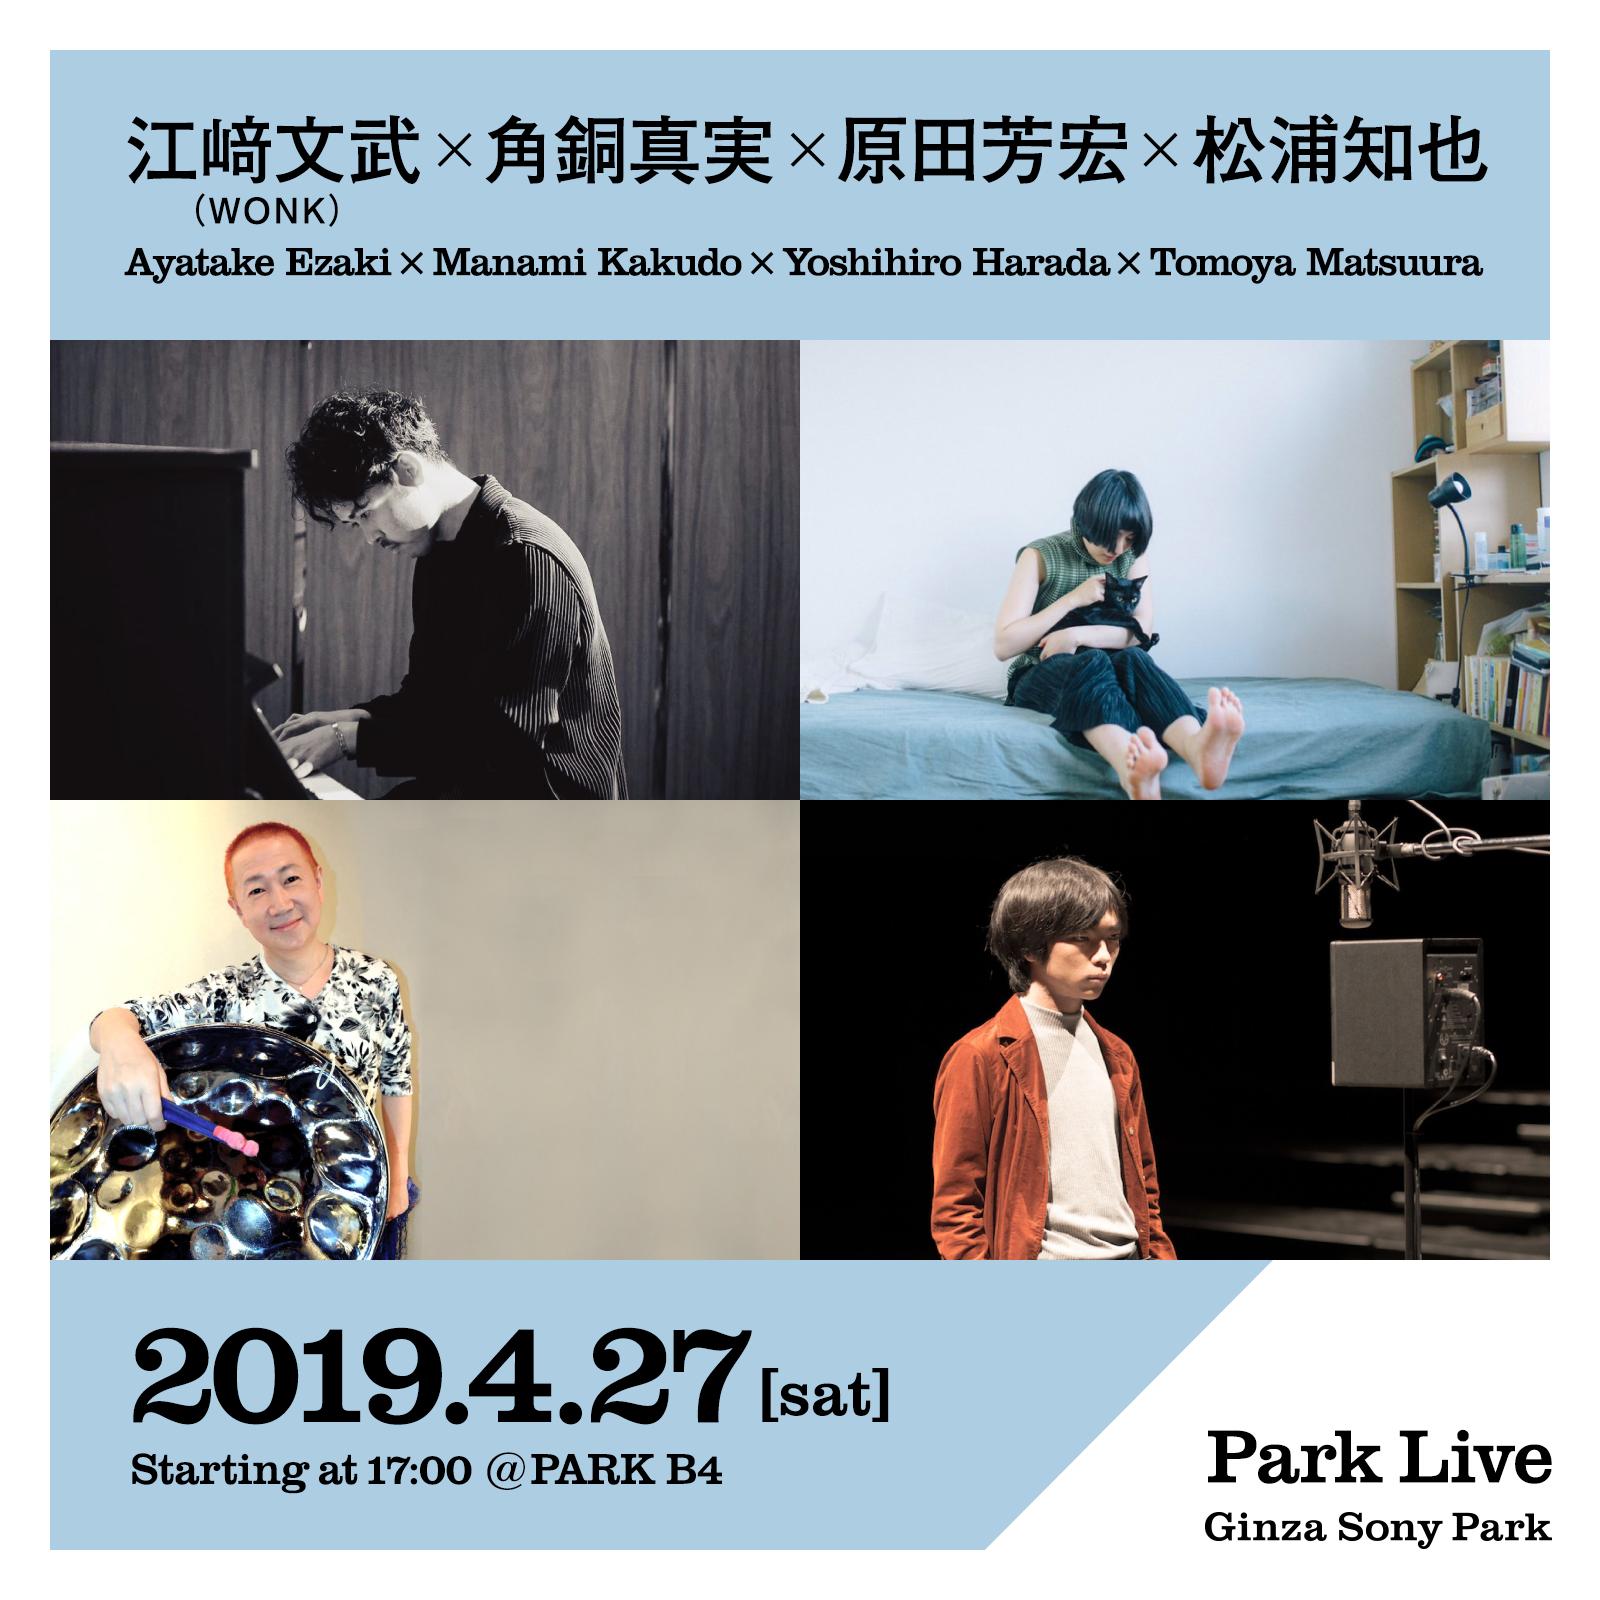 江﨑文武×角銅真実×原田芳宏×松浦知也
(WONK)
Ayatake Ezaki×Manami Kakudo×Yoshihiro Harada×Tomoya Matsuura
2019.4.27[sat]
Starting at 17:00 @PARK B4
Park Live
Ginza Sony Park